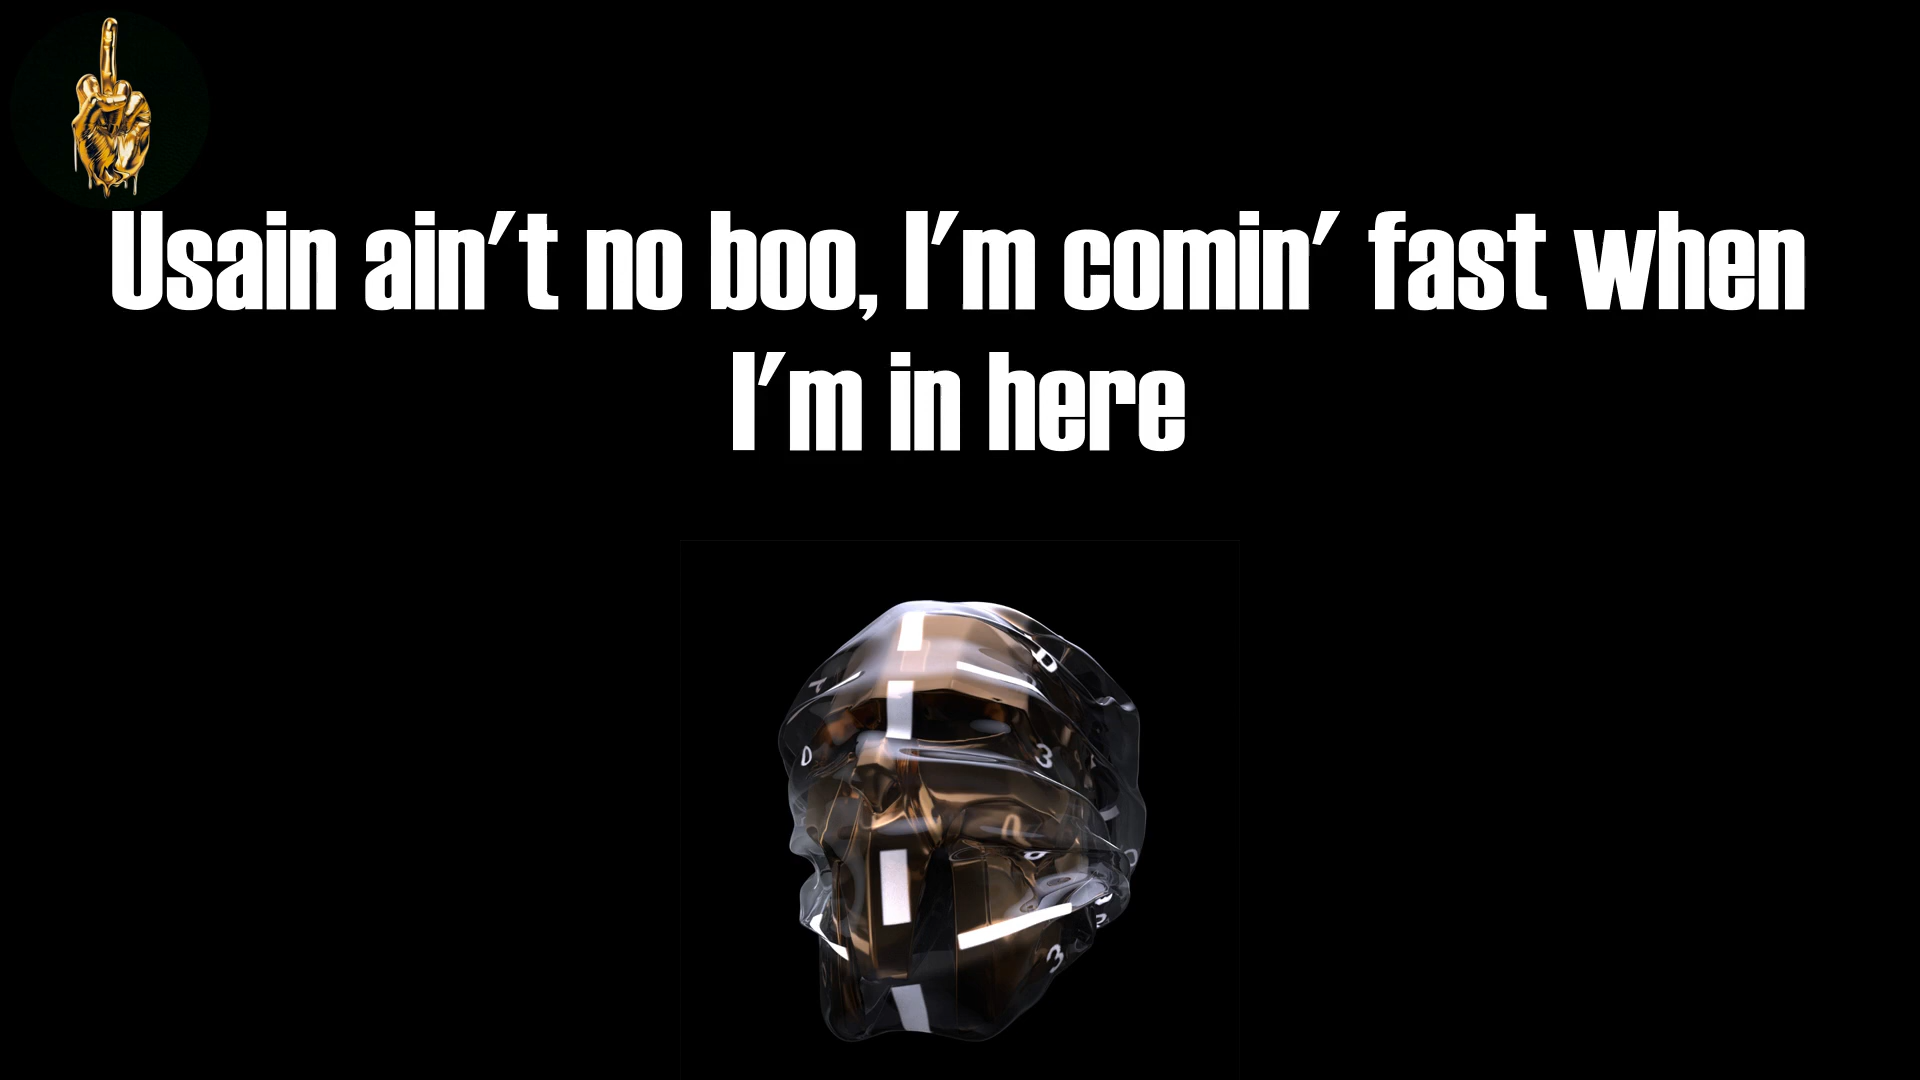 Usain ain't no boo, I'm comin' fast when
I'm in here